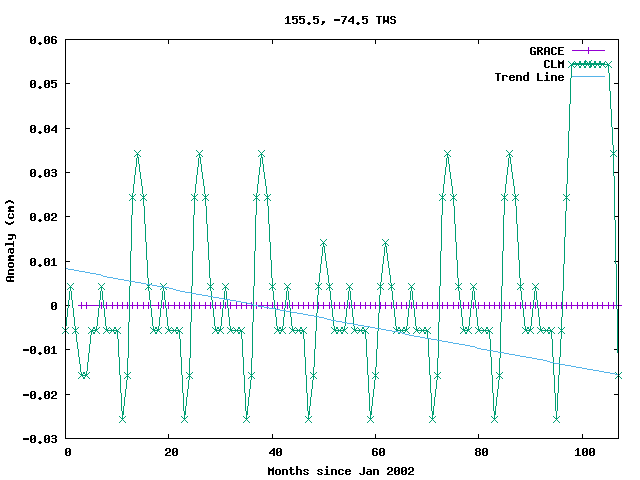 155.5, -74.5 TWS
GRACE
CLM
Trend Line
0.06
0.05
0.04
0.03
0.02
0.01
0
-0.01
-0.02
-0.03
Anomaly (cm)
0 20 40 60 80 100
Months since Jan 2002